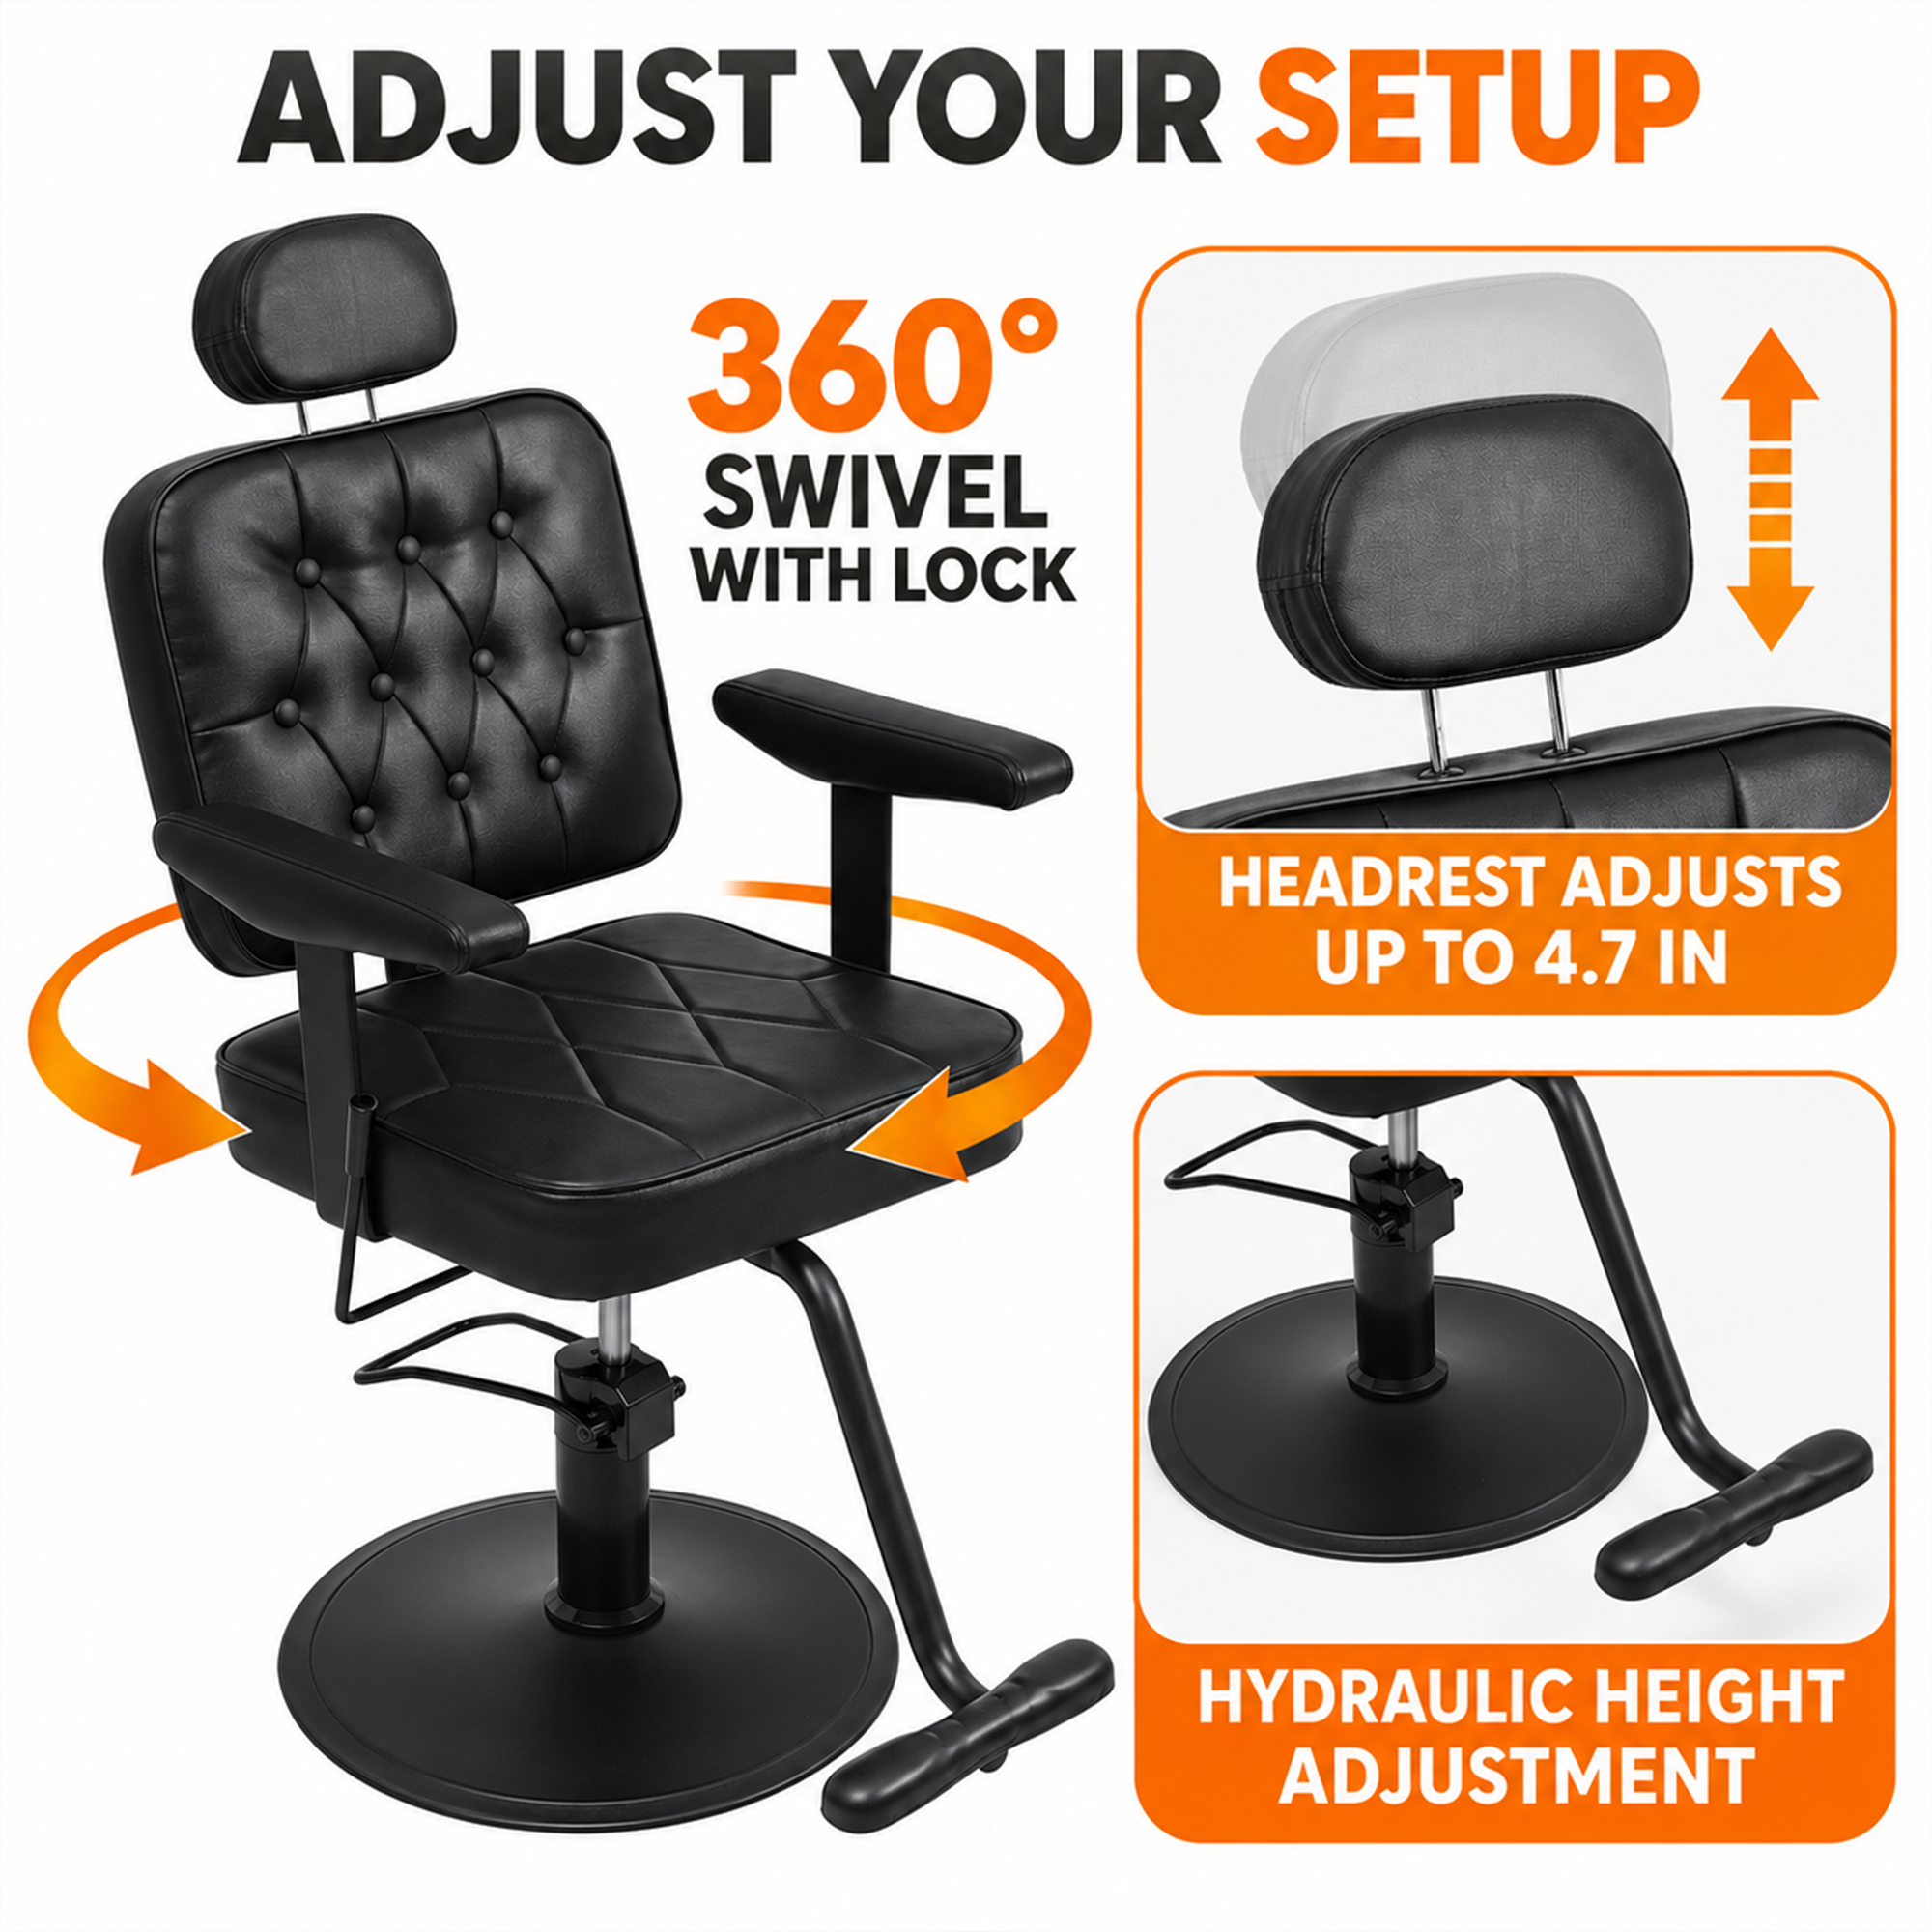 ADJUST YOUR SETUP
360°
SWIVEL
WITH LOCK
HEADREST ADJUSTS
UP TO 4.7 IN
HYDRAULIC HEIGHT
ADJUSTMENT